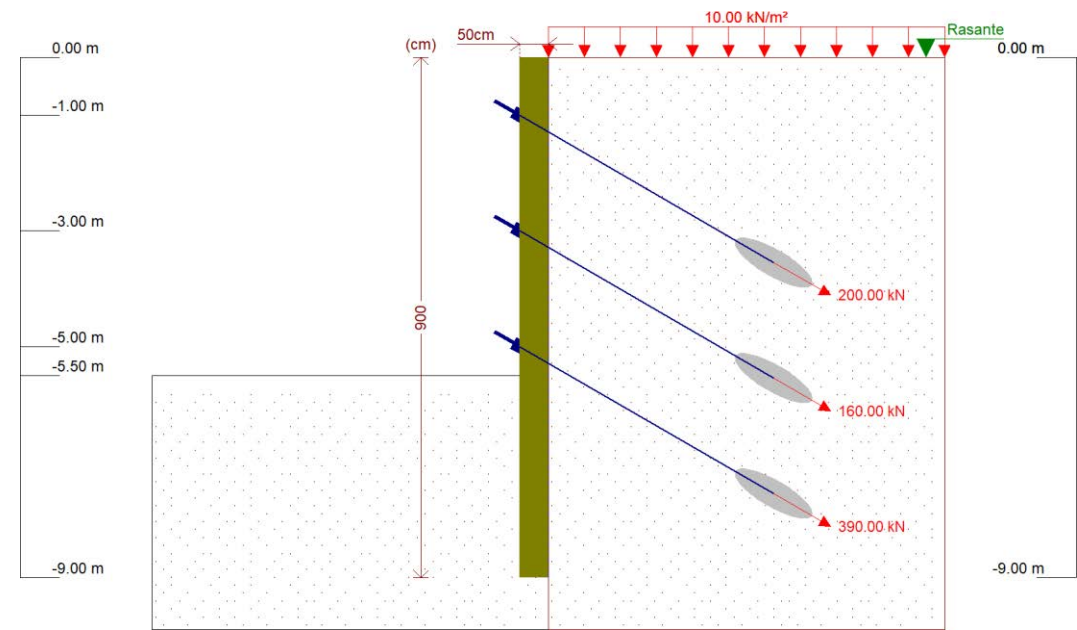 10.00 kN/m²
50cm
Rasante
(cm)
0.00 m
0.00 m
-1.00 m
-3.00 m
200.00 kN
900
-5.00 m
-5.50 m
160.00 kN
390.00 kN
-9.00 m
-9.00 m